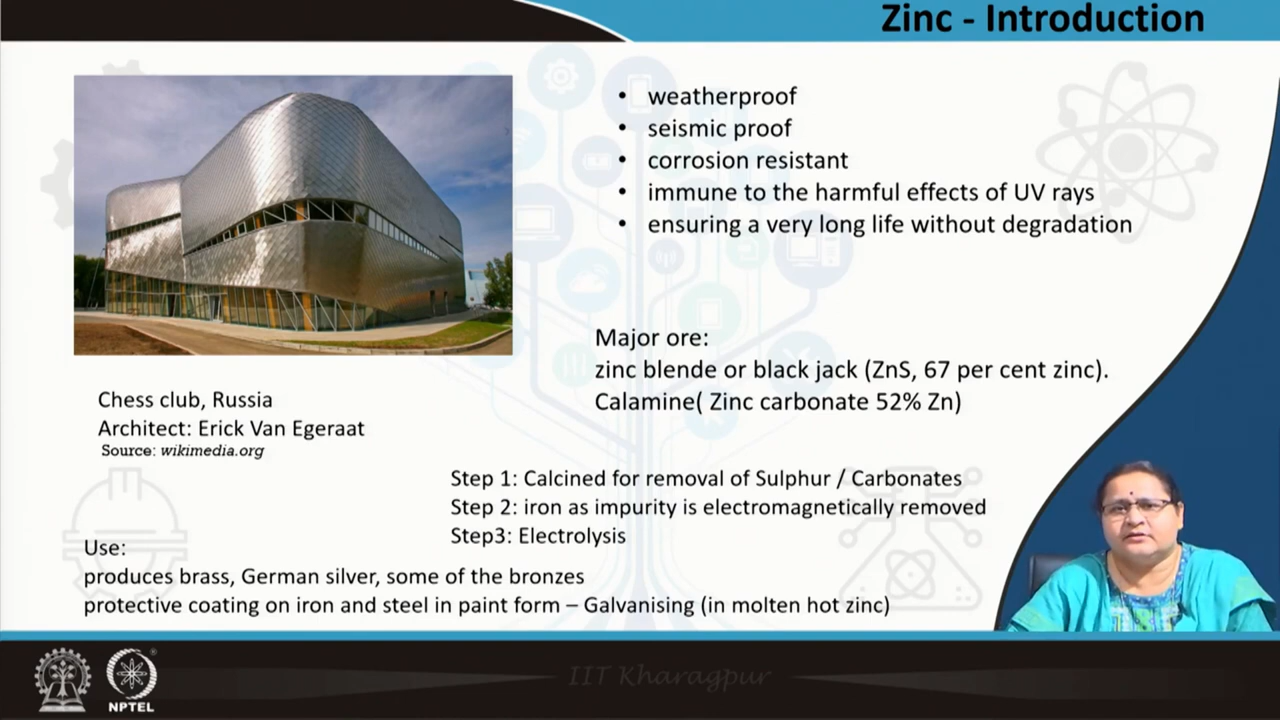 Zinc - Introduction
• weatherproof
• seismic proof
• corrosion resistant
• immune to the harmful effects of UV rays
• ensuring a very long life without degradation
Major ore:
zinc blende or black jack (ZnS, 67 per cent zinc).
Calamine( Zinc carbonate 52% Zn)
Chess club, Russia
Architect: Erick Van Egeraat
Source: wikimedia.org
Step 1: Calcined for removal of Sulphur / Carbonates
Step 2: iron as impurity is electromagnetically removed
Step3: Electrolysis
Use:
produces brass, German silver, some of the bronzes
protective coating on iron and steel in paint form – Galvanising (in molten hot zinc)
NPTEL
IIT Kharagpur